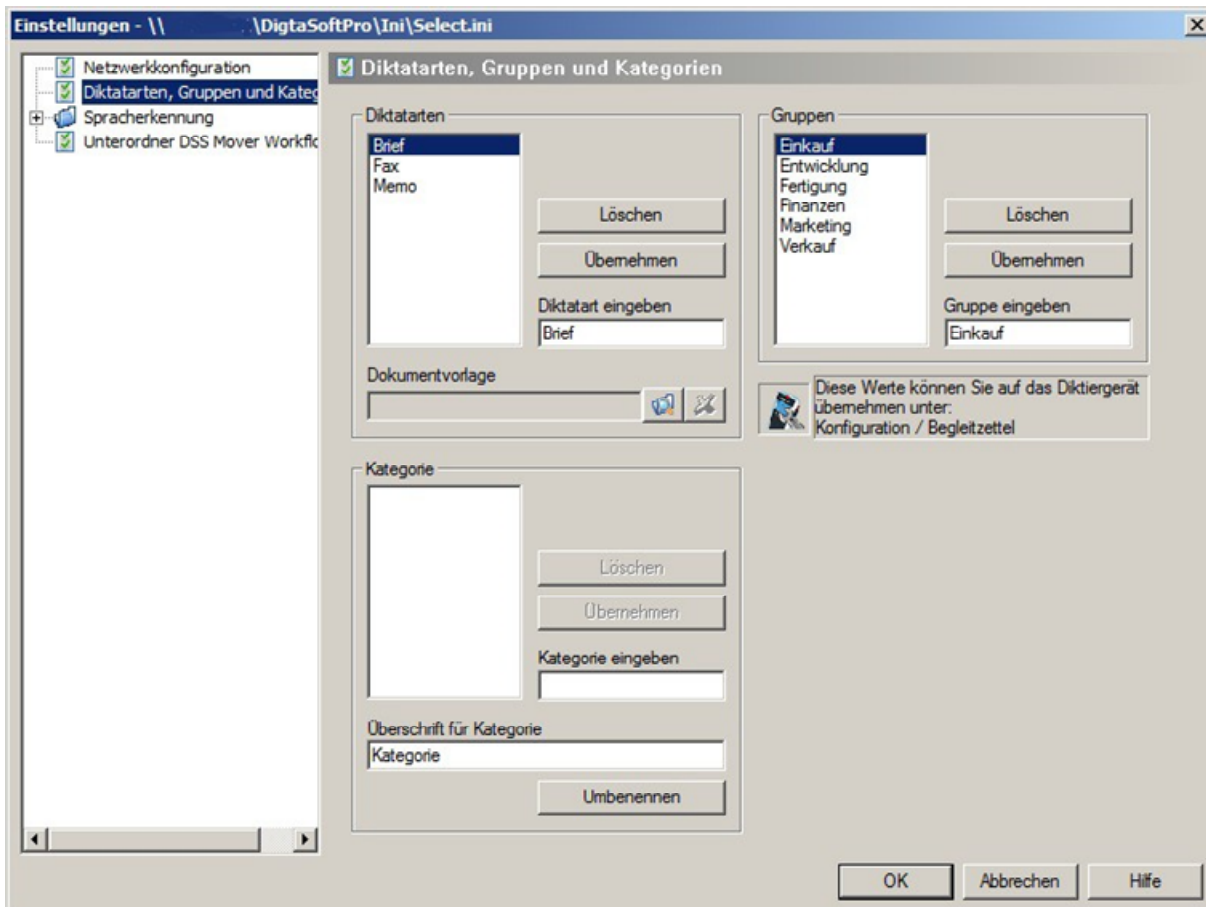 Einstellungen - \\ \DigtaSoftPro\Ini\Select.ini
Netzwerkkonfiguration
Diktatarten, Gruppen und Kateg
Spracherkennung
Unterordner DSS Mover Workflo
Diktatarten, Gruppen und Kategorien
Diktatarten
Brief
Fax
Memo
Löschen
Übernehmen
Diktatart eingeben
Brief
Dokumentvorlage
Gruppen
Einkauf
Entwicklung
Fertigung
Finanzen
Marketing
Verkauf
Löschen
Übernehmen
Gruppe eingeben
Einkauf
Diese Werte können Sie auf das Diktiergerät
übernehmen unter:
Konfiguration / Begleitzettel
Kategorie
Löschen
Übernehmen
Kategorie eingeben
Überschrift für Kategorie
Kategorie
Umbenennen
OK
Abbrechen
Hilfe